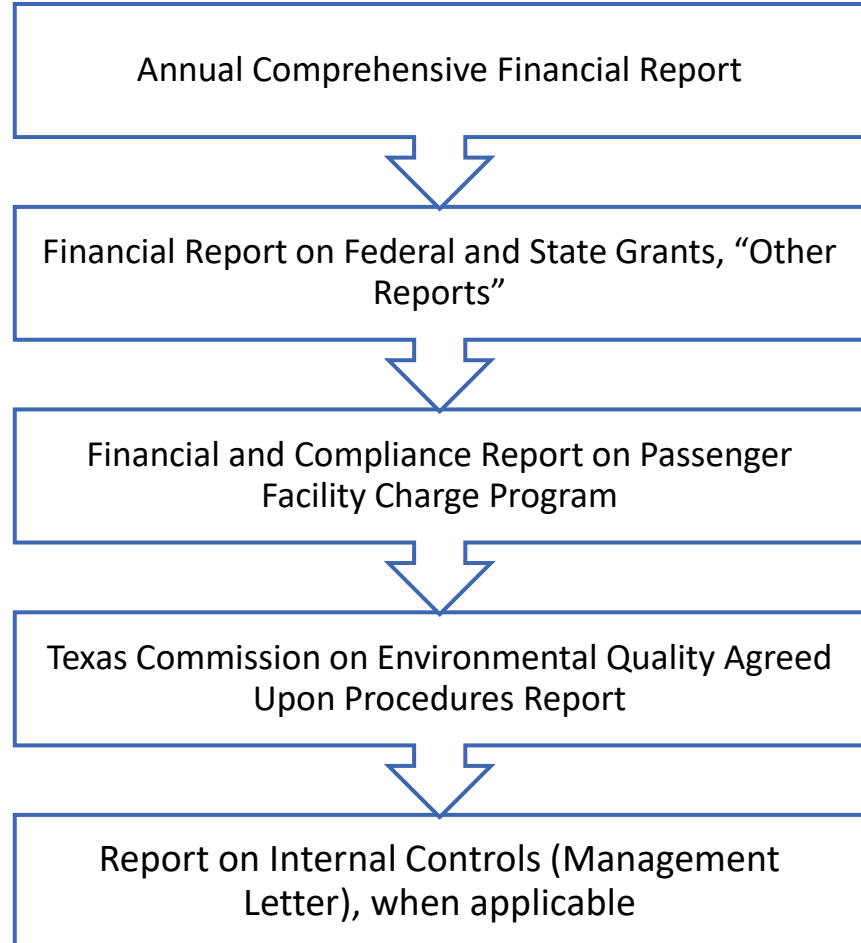 Annual Comprehensive Financial Report
Financial Report on Federal and State Grants, “Other
Reports”
Financial and Compliance Report on Passenger
Facility Charge Program
Texas Commission on Environmental Quality Agreed
Upon Procedures Report
Report on Internal Controls (Management
Letter), when applicable